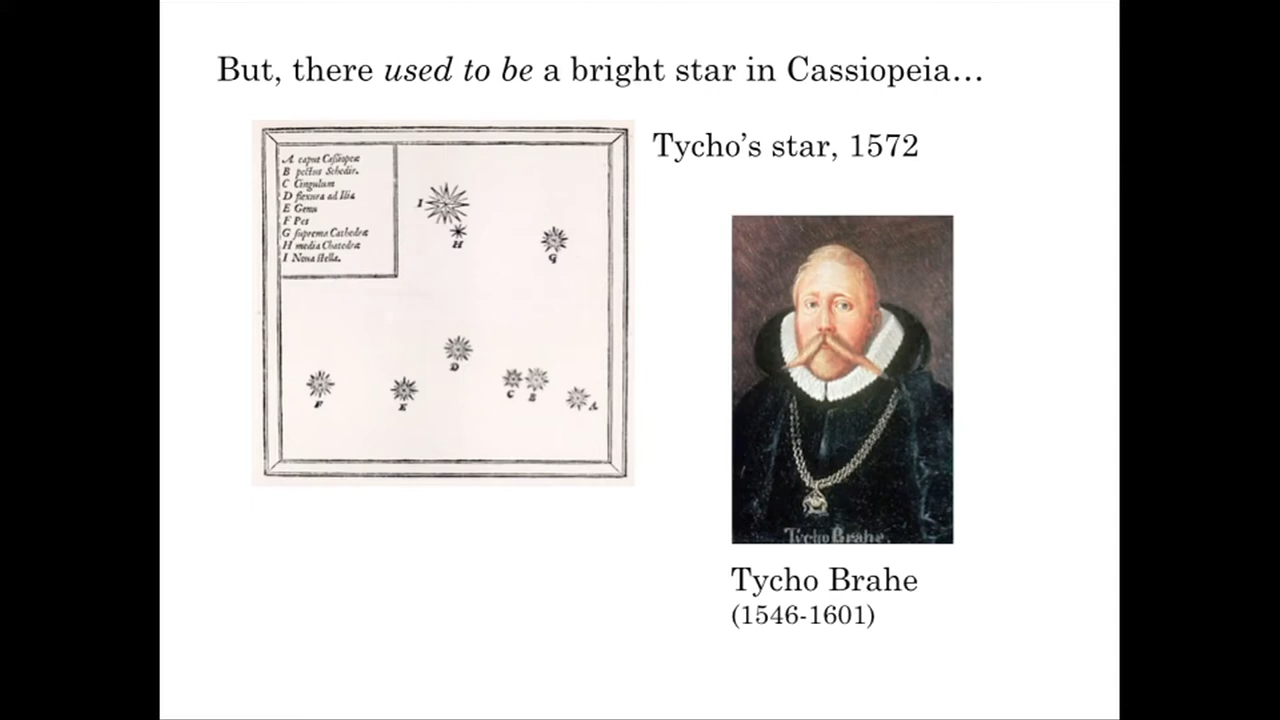 But, there used to be a bright star in Cassiopeia…
Tycho’s star, 1572
A caput Cassiopeæ
B pectus Schedir.
C Cingulum
D flexura ad Ilia
E Genu
F Pes
G suprema Cathedræ
H media Chatedræ
I Noua stella.
I
H
G
D
F
E
C
B
A
Tycho Brahe.
Tycho Brahe
(1546-1601)